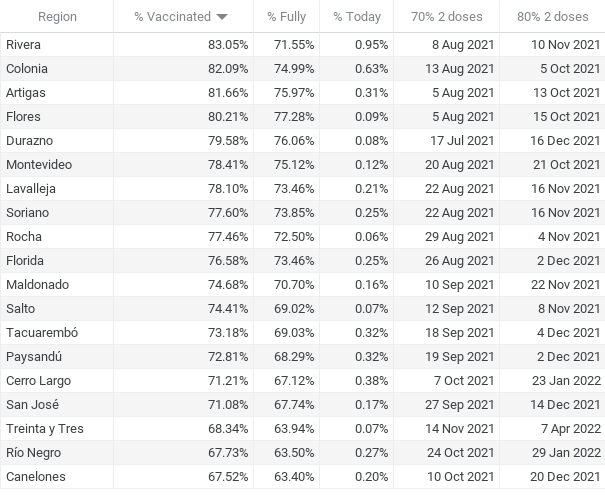 Region % Vaccinated % Fully % Today 70% 2 doses 80% 2 doses
Rivera 83.05% 71.55% 0.95% 8 Aug 2021 10 Nov 2021
Colonia 82.09% 74.99% 0.63% 13 Aug 2021 5 Oct 2021
Artigas 81.66% 75.97% 0.31% 5 Aug 2021 13 Oct 2021
Flores 80.21% 77.28% 0.09% 5 Aug 2021 15 Oct 2021
Durazno 79.58% 76.06% 0.08% 17 Jul 2021 16 Dec 2021
Montevideo 78.41% 75.12% 0.12% 20 Aug 2021 21 Oct 2021
Lavalleja 78.10% 73.46% 0.21% 22 Aug 2021 16 Nov 2021
Soriano 77.60% 73.85% 0.25% 22 Aug 2021 16 Nov 2021
Rocha 77.46% 72.50% 0.06% 29 Aug 2021 4 Nov 2021
Florida 76.58% 73.46% 0.25% 26 Aug 2021 2 Dec 2021
Maldonado 74.68% 70.70% 0.16% 10 Sep 2021 22 Nov 2021
Salto 74.41% 69.02% 0.07% 12 Sep 2021 8 Nov 2021
Tacuarembó 73.18% 69.03% 0.32% 18 Sep 2021 4 Dec 2021
Paysandú 72.81% 68.29% 0.32% 19 Sep 2021 2 Dec 2021
Cerro Largo 71.21% 67.12% 0.38% 7 Oct 2021 23 Jan 2022
San José 71.08% 67.74% 0.17% 27 Sep 2021 14 Dec 2021
Treinta y Tres 68.34% 63.94% 0.07% 14 Nov 2021 7 Apr 2022
Río Negro 67.73% 63.50% 0.27% 24 Oct 2021 29 Jan 2022
Canelones 67.52% 63.40% 0.20% 10 Oct 2021 20 Dec 2021